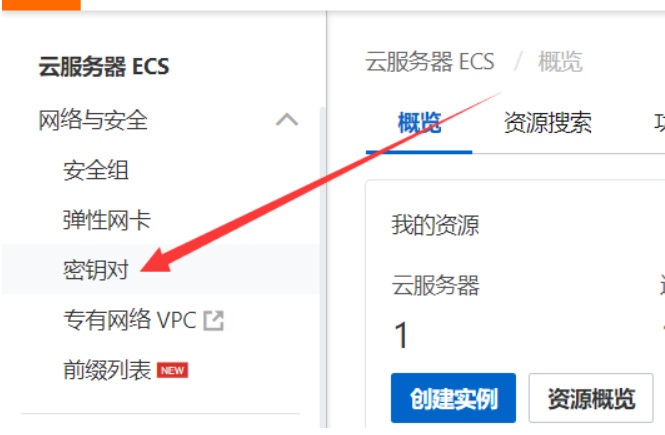 云服务器 ECS
网络与安全
安全组
弹性网卡
密钥对
专有网络 VPC
前缀列表 NEW
云服务器 ECS / 概览
概览 资源搜索
我的资源
云服务器
1
创建实例 资源概览